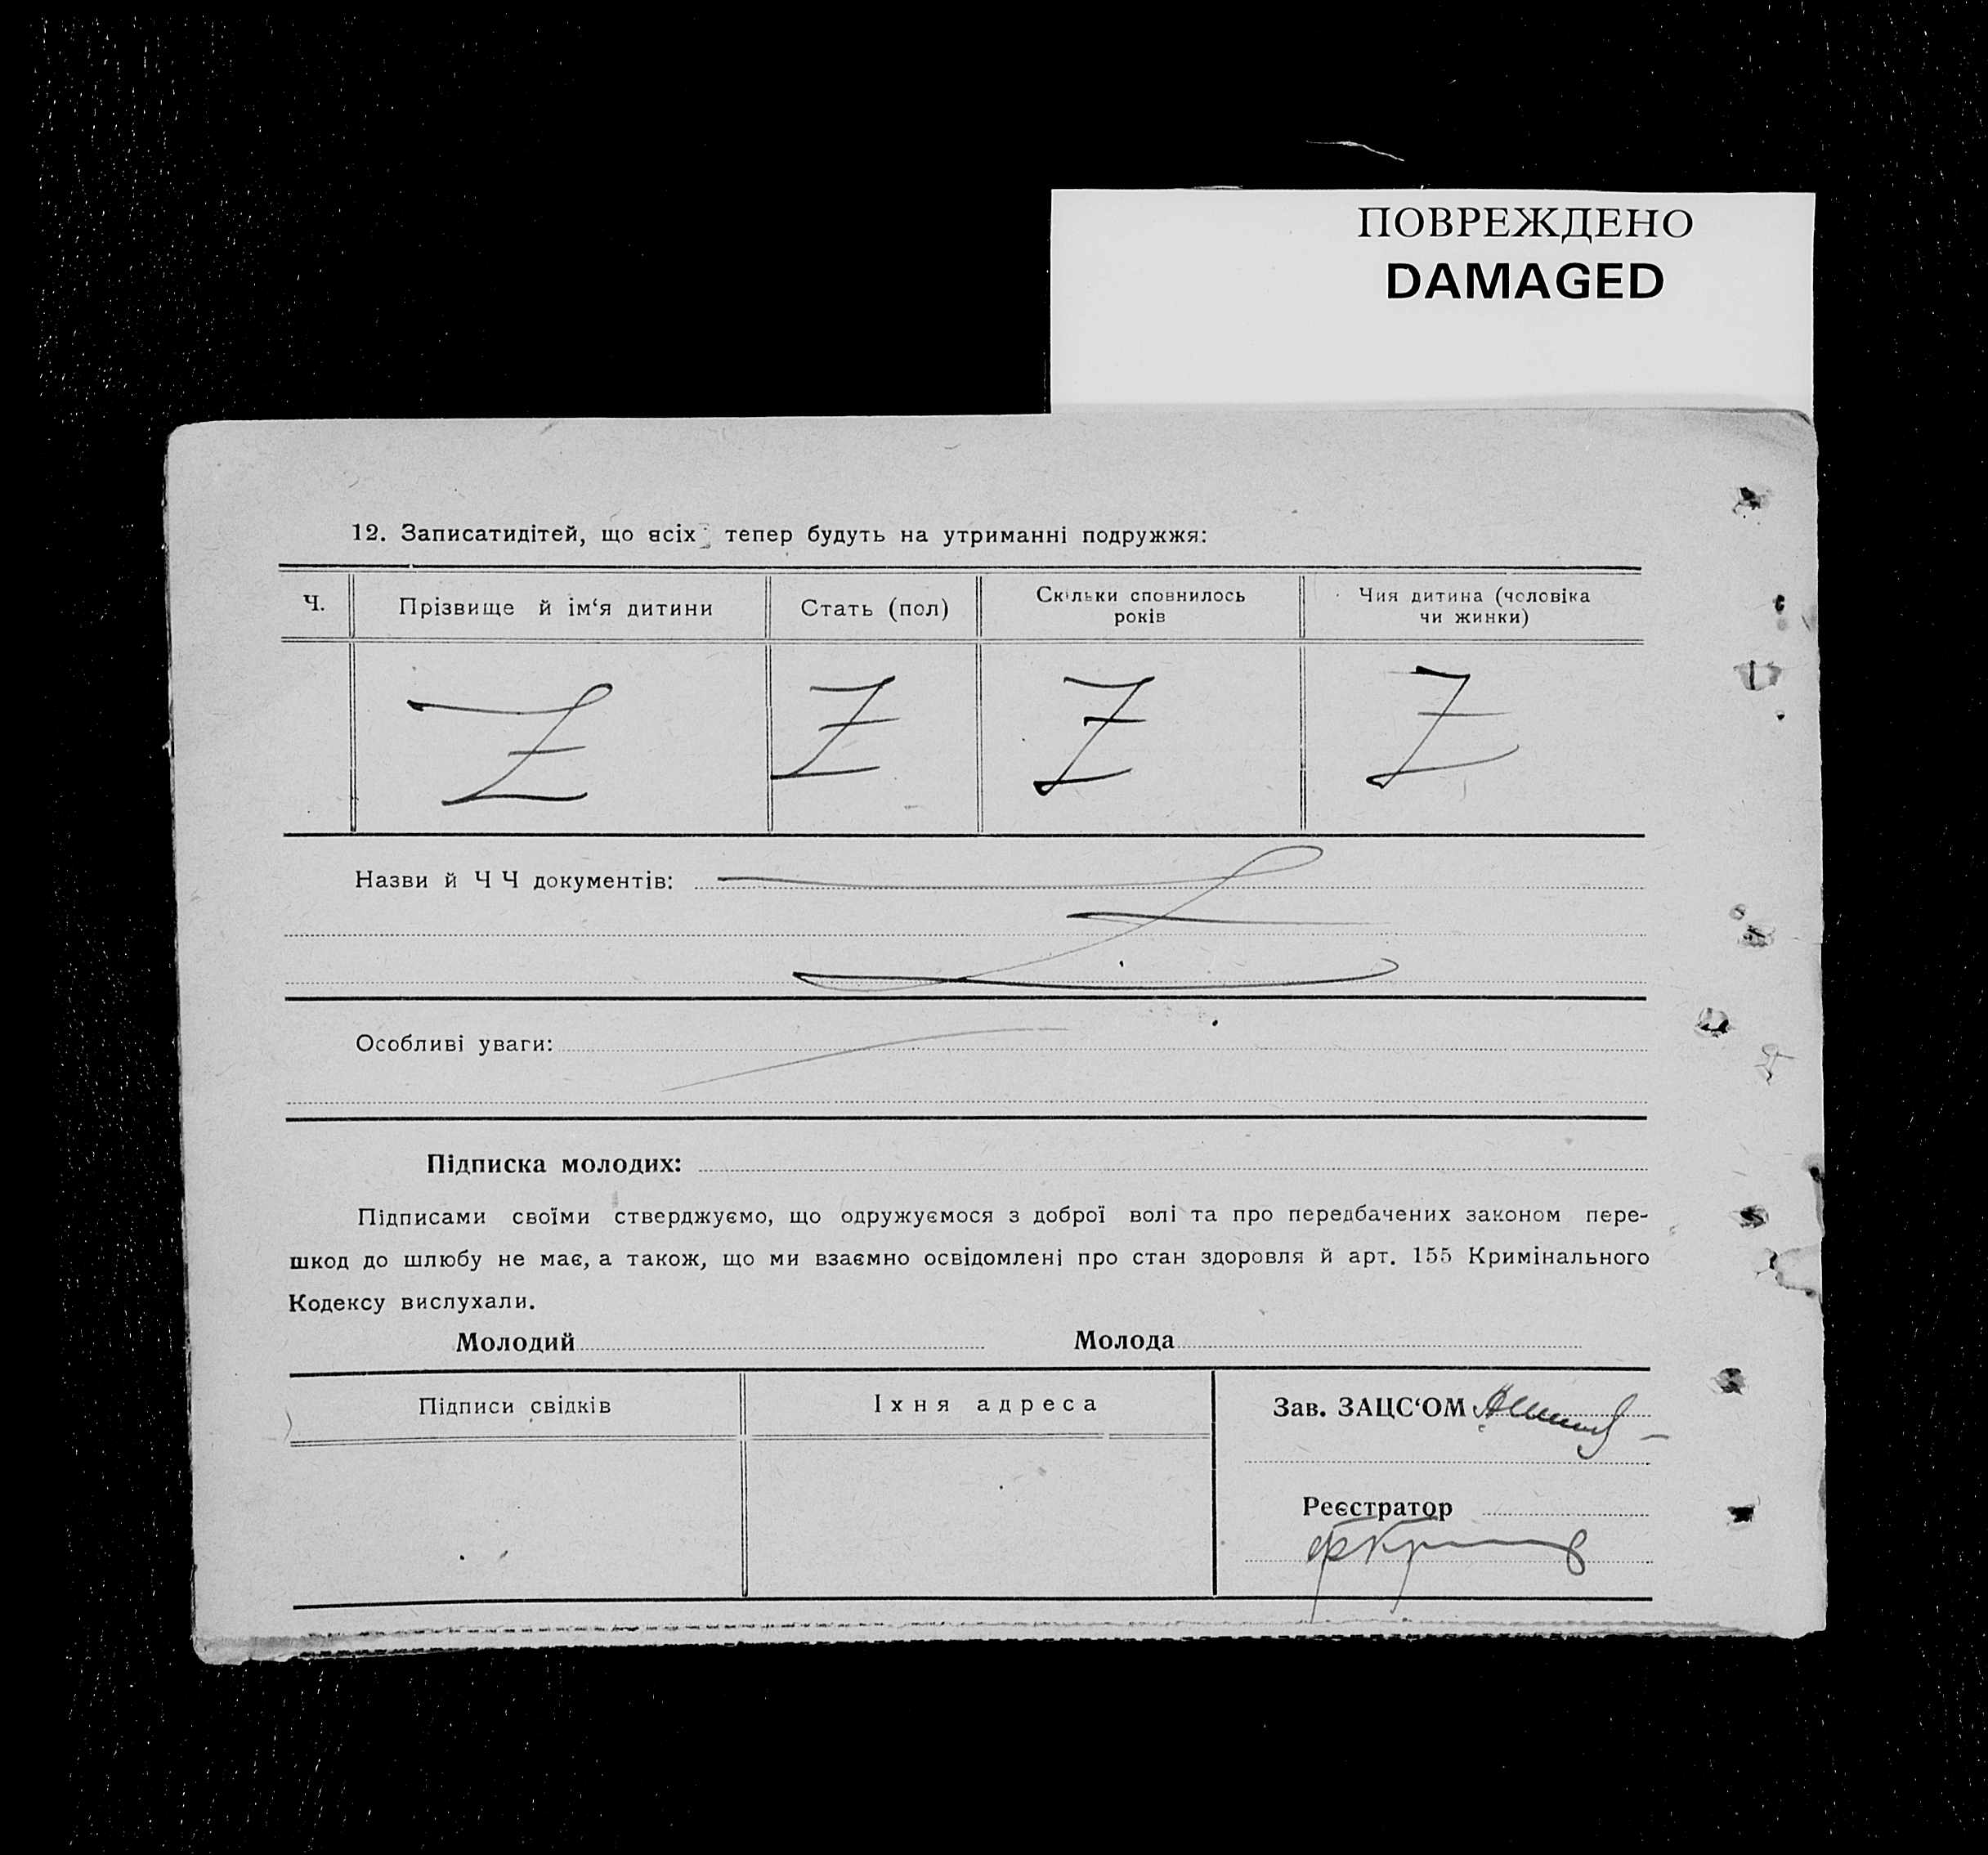 ПОВРЕЖДЕНО
DAMAGED
12. Записатидітей, що всіх тепер будуть на утриманні подружжя:
Ч.
Прізвище й ім‘я дитини
Стать (пол)
Скільки сповнилось
років
Чия дитина (чоловіка
чи жинки)
Z Z Z Z
Назви й Ч Ч документів:
Z
Особливі уваги:
Підписка молодих:
Підписами своїми стверджуємо, що одружуємося з доброї волі та про передбачених законом пере-
шкод до шлюбу не має, а також, що ми взаємно освідомлені про стан здоровля й арт. 155 Кримінального
Кодексу вислухали.
Молодий Молода
Підписи свідків
Іхня адреса
Зав. ЗАЦС‘ОМ
Реєстратор